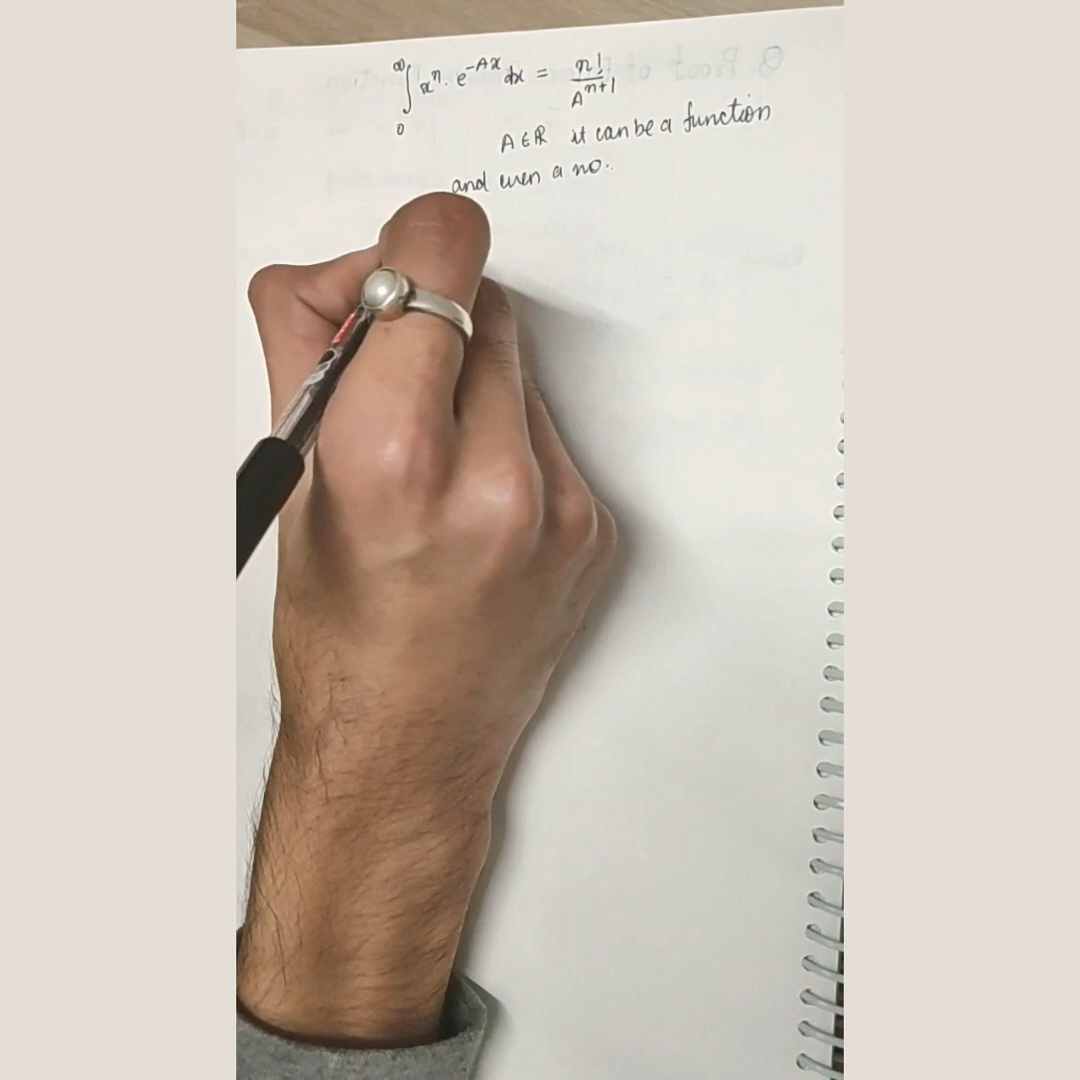 ∞∫0 xⁿ. e^-Ax dx = n!/A^n+1
A ∈ ℝ it can be a function
and even a no..